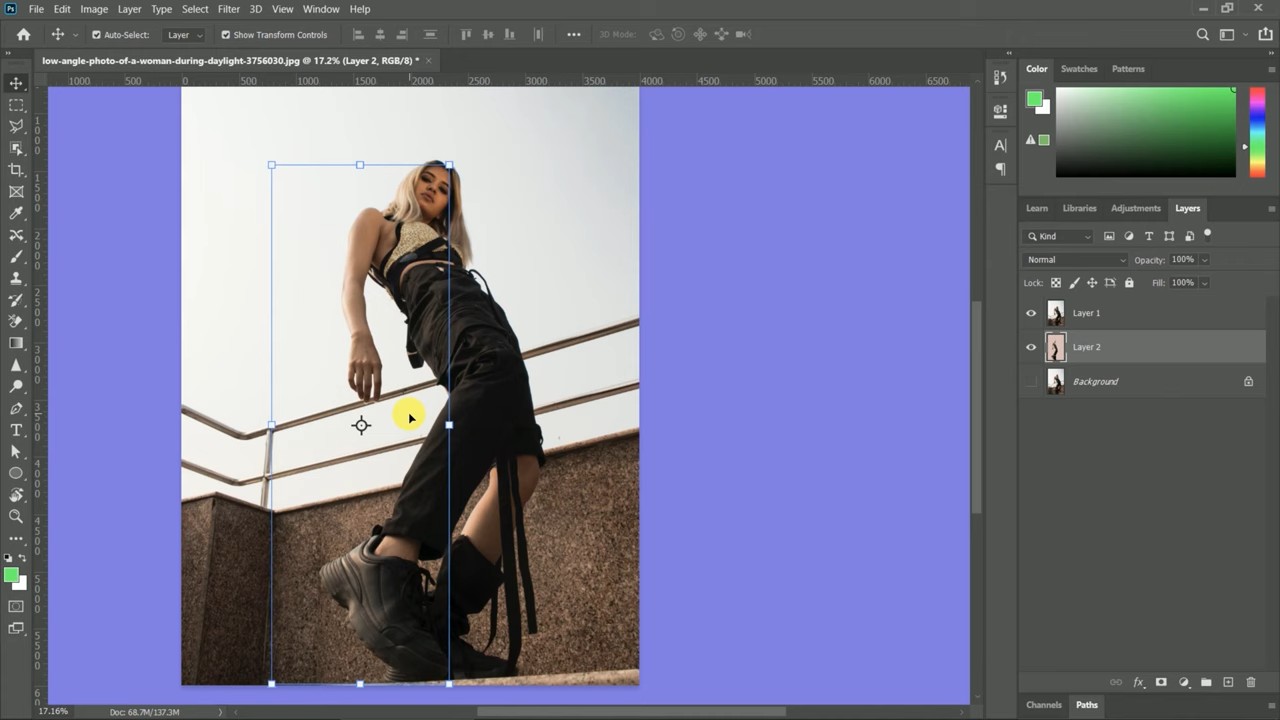 Ps File Edit Image Layer Type Select Filter 3D View Window Help
Auto-Select: Layer Show Transform Controls 3D Mode:
low-angle-photo-of-a-woman-during-daylight-3756030.jpg @ 17.2% (Layer 2, RGB/8) *
1000 500 0 500 1000 1500 2000 2500 3000 3500 4000 4500 5000 5500 6000 6500
Color Swatches Patterns
Learn Libraries Adjustments Layers
Kind
Normal Opacity: 100%
Lock: Fill: 100%
Layer 1
Layer 2
Background
Channels Paths
17.16% Doc: 68.7M/137.3M